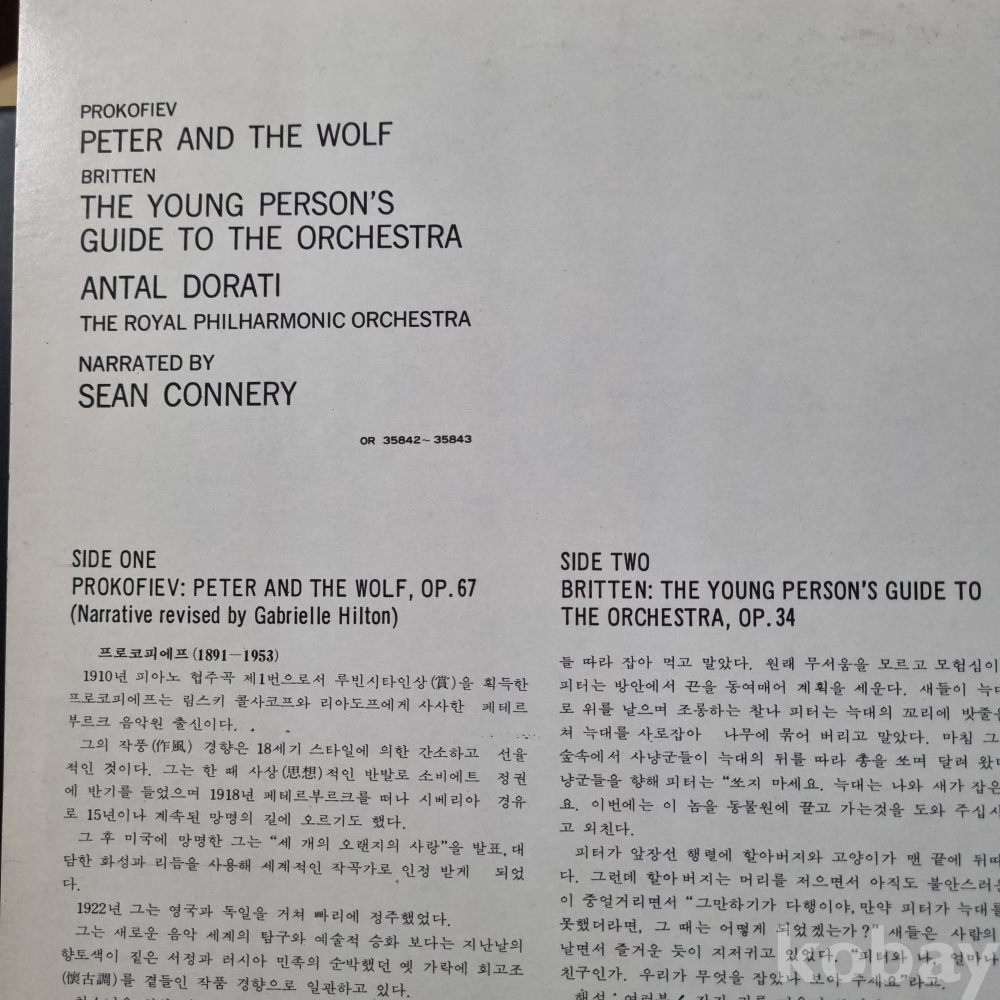 PROKOFIEV
PETER AND THE WOLF
BRITTEN
THE YOUNG PERSON'S
GUIDE TO THE ORCHESTRA
ANTAL DORATI
THE ROYAL PHILHARMONIC ORCHESTRA
NARRATED BY
SEAN CONNERY
OR 35842~35843
SIDE ONE
PROKOFIEV: PETER AND THE WOLF, OP.67
(Narrative revised by Gabrielle Hilton)
프로코피에프(1891—1953)
1910년 피아노 협주곡 제1번으로서 루빈시타인상(賞)을 획득한
프로코피에프는 림스키 콜사코프와 리아도프에게 사사한 페테르
부르크 음악원 출신이다.
그의 작풍(作風) 경향은 18세기 스타일에 의한 간소하고 선율
적인 것이다. 그는 한 때 사상(思想)적인 반발로 소비에트 정권
에 반기를 들었으며 1918년 페테르부르크를 떠나 시베리아 경유
로 15년이나 계속된 망명의 길에 오르기도 했다.
그 후 미국에 망명한 그는 "세 개의 오랜지의 사랑"을 발표, 대
담한 화성과 리듬을 사용해 세계적인 작곡가로 인정 받게 되었
다.
1922년 그는 영국과 독일을 거쳐 빠리에 정주했었다.
그는 새로운 음악 세계의 탐구와 예술적 승화 보다는 지난날의
향토색이 짙은 서정과 러시아 민족의 순박했던 옛 가락에 회고조
(懷古調)를 곁들인 작품 경향으로 일관하고 있다.
SIDE TWO
BRITTEN: THE YOUNG PERSON'S GUIDE TO
THE ORCHESTRA, OP.34
들 따라 잡아 먹고 말았다. 원래 무서움을 모르고 모험심이
피터는 방안에서 끈을 동여매어 계획을 세운다. 새들이 늑대
로 위를 날으며 조롱하는 찰나 피터는 늑대의 꼬리에 밧줄을
쳐 늑대를 사로잡아 나무에 묶어 버리고 말았다. 마침 그
숲속에서 사냥군들이 늑대의 뒤를 따라 총을 쏘며 달려 왔다
냥군들을 향해 피터는 "쏘지 마세요. 늑대는 나와 새가 잡은
요. 이번에는 이 놈을 동물원에 끌고 가는것을 도와 주십시
고 외친다.
피터가 앞장선 행렬에 할아버지와 고양이가 맨 끝에 뒤따
다. 그런데 할아버지는 머리를 저으면서 아직도 불안스러운
이 중얼거리면서 "그만하기가 다행이야, 만약 피터가 늑대를
못했더라면, 그 때는 어떻게 되었겠는가?" 새들은 사람의
날면서 즐거운 듯이 지저귀고 있었다. "피터와 나, 얼마나
친구인가. 우리가 무엇을 잡았나 보아 주세요"라고.
kobay